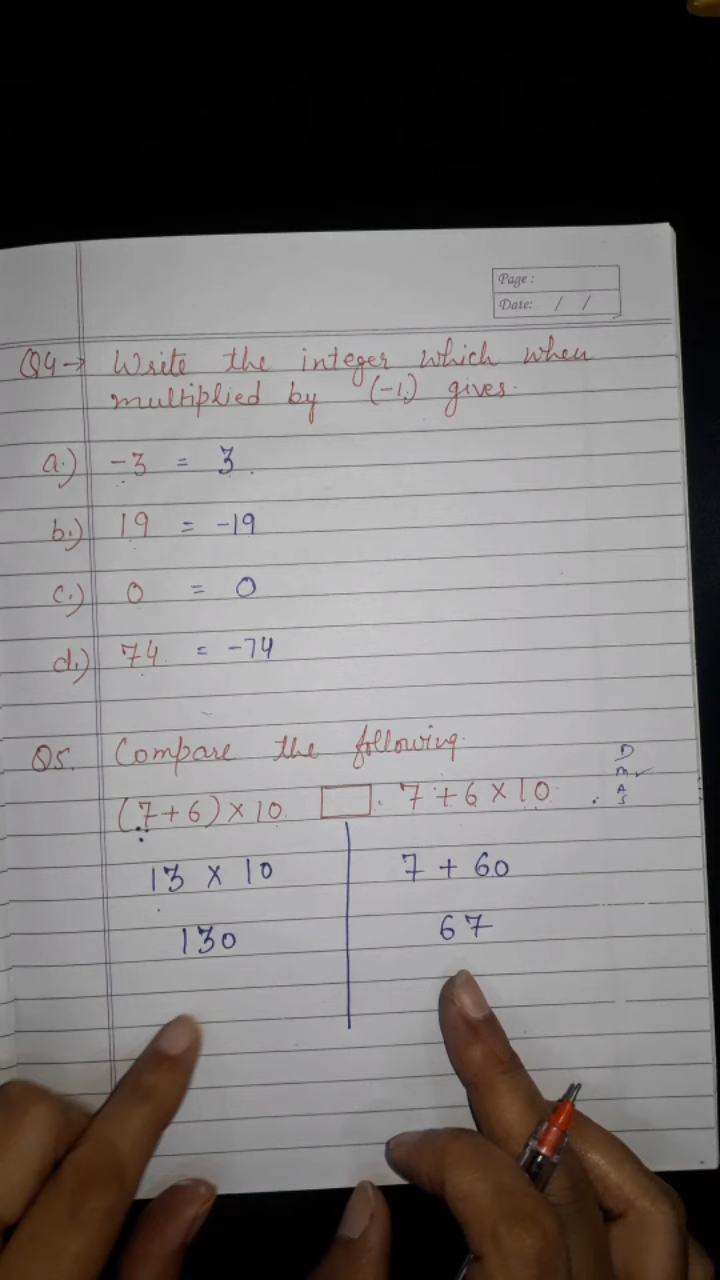 Page:
Date: / /
Q4→ Write the integer which when
multiplied by (-1) gives.
a.) -3 = 3.
b.) 19 = -19
c.) 0 = 0
d.) 74 = -74
Q5. Compare the following.
(7+6)×10 7+6×10
D
M✓
A
S
13 × 10 7 + 60
130 67